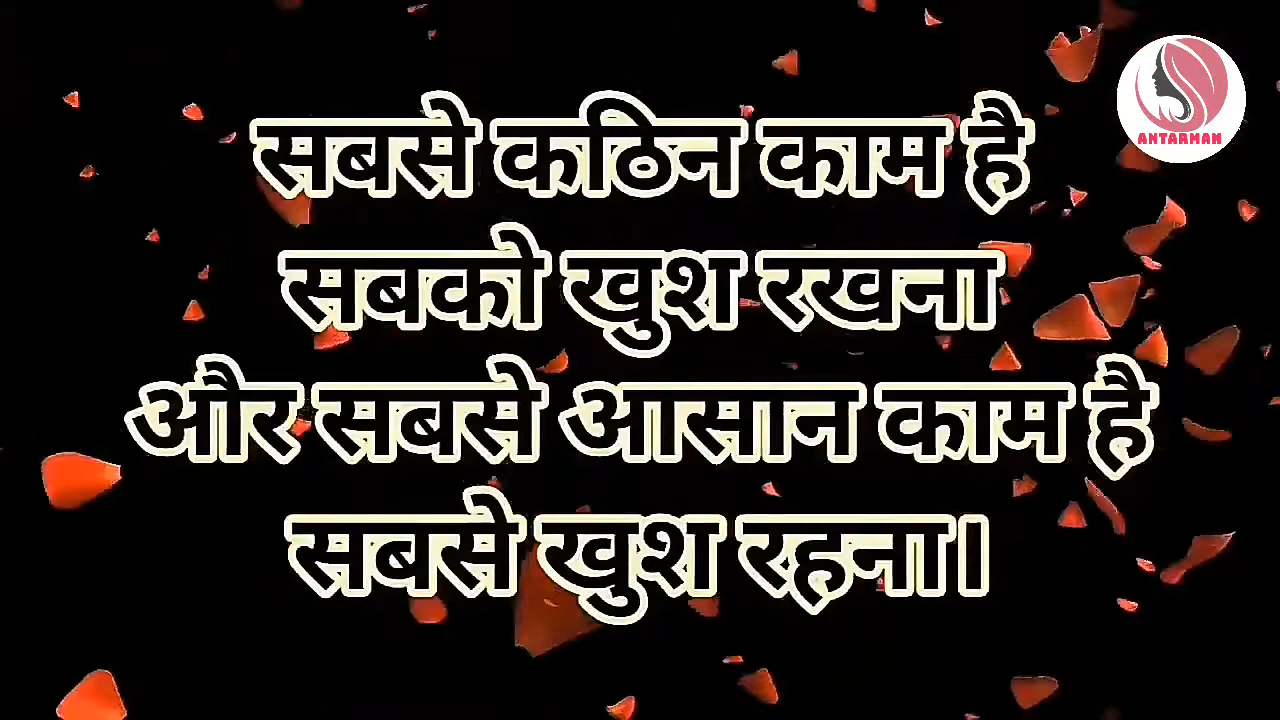 ANTARMAN
सबसे कठिन काम है
सबको खुश रखना
और सबसे आसान काम है
सबसे खुश रहना।